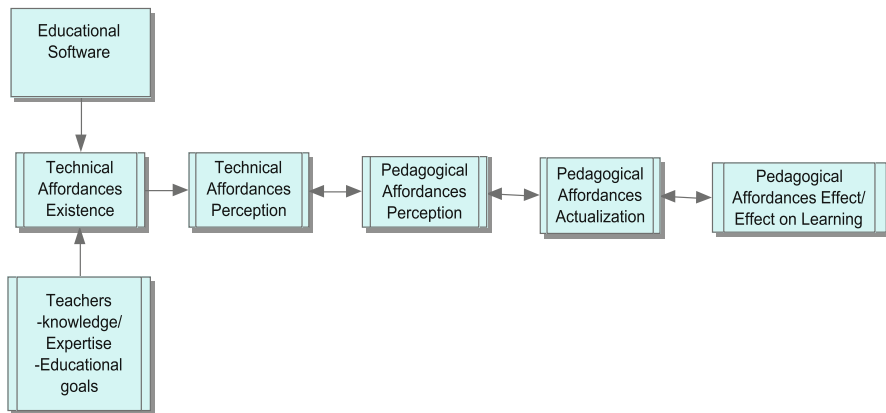 Educational
Software
Technical
Affordances
Existence
Technical
Affordances
Perception
Pedagogical
Affordances
Perception
Pedagogical
Affordances
Actualization
Pedagogical
Affordances Effect/
Effect on Learning
Teachers
-knowledge/
Expertise
-Educational
goals